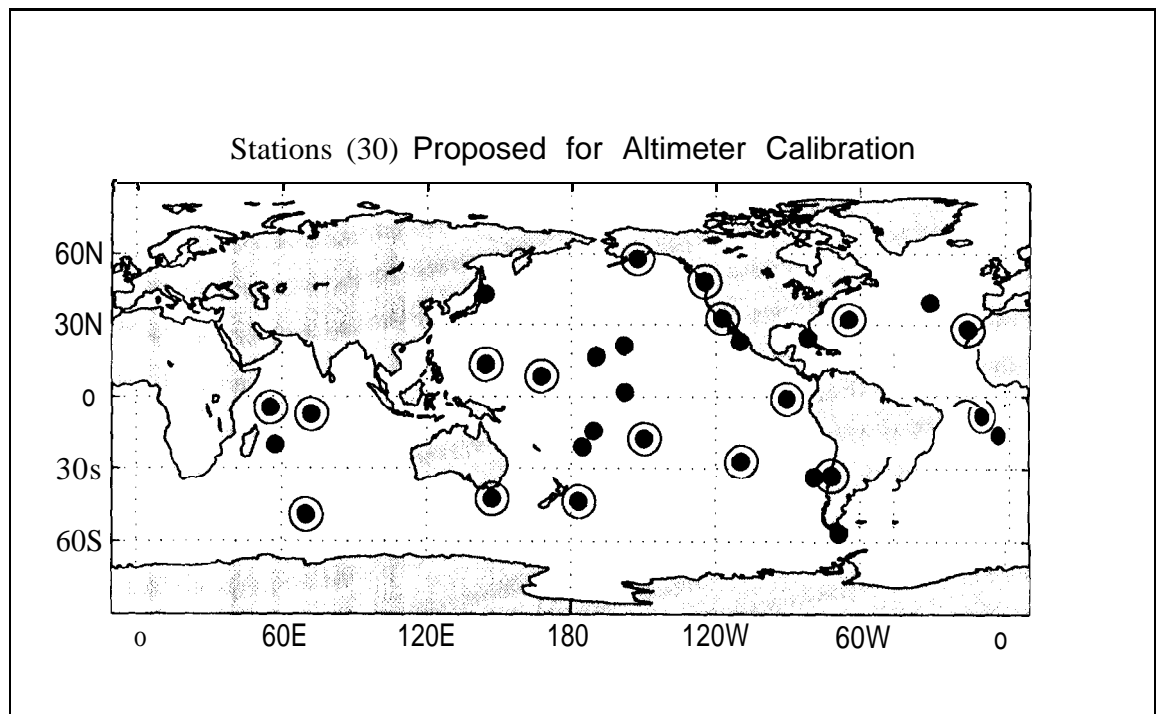 Stations (30) Proposed for Altimeter Calibration
60N
30N
0
30s
60S
0 60E 120E 180 120W 60W 0